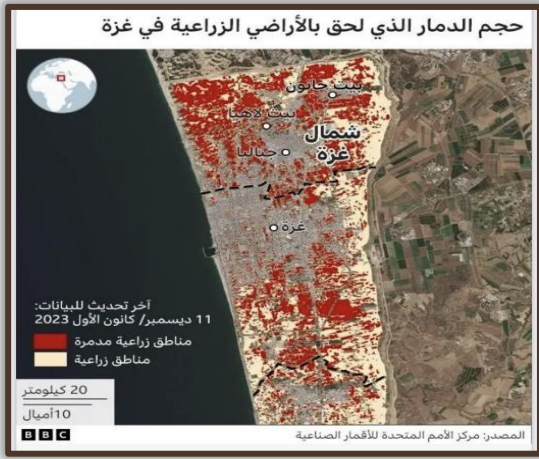 حجم الدمار الذي لحق بالأراضي الزراعية في غزة
بيت حانون
بيت لاهيا
شمال
غزة
جباليا
غزة
آخر تحديث للبيانات:
11 ديسمبر/ كانون الأول 2023
مناطق زراعية مدمرة
مناطق زراعية
20 كيلومتر
10أميال
المصدر: مركز الأمم المتحدة للأقمار الصناعية
BBC